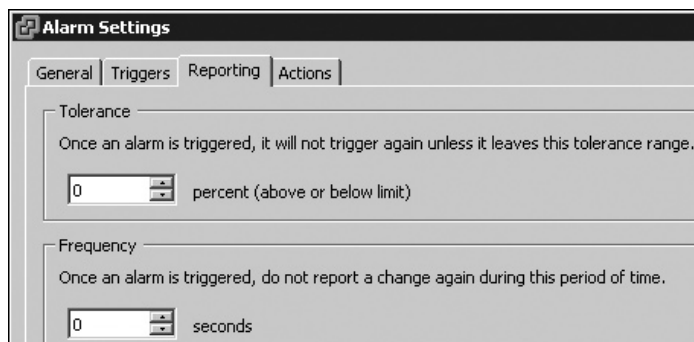 Alarm Settings
General Triggers Reporting Actions
Tolerance
Once an alarm is triggered, it will not trigger again unless it leaves this tolerance range.
0 percent (above or below limit)
Frequency
Once an alarm is triggered, do not report a change again during this period of time.
0 seconds